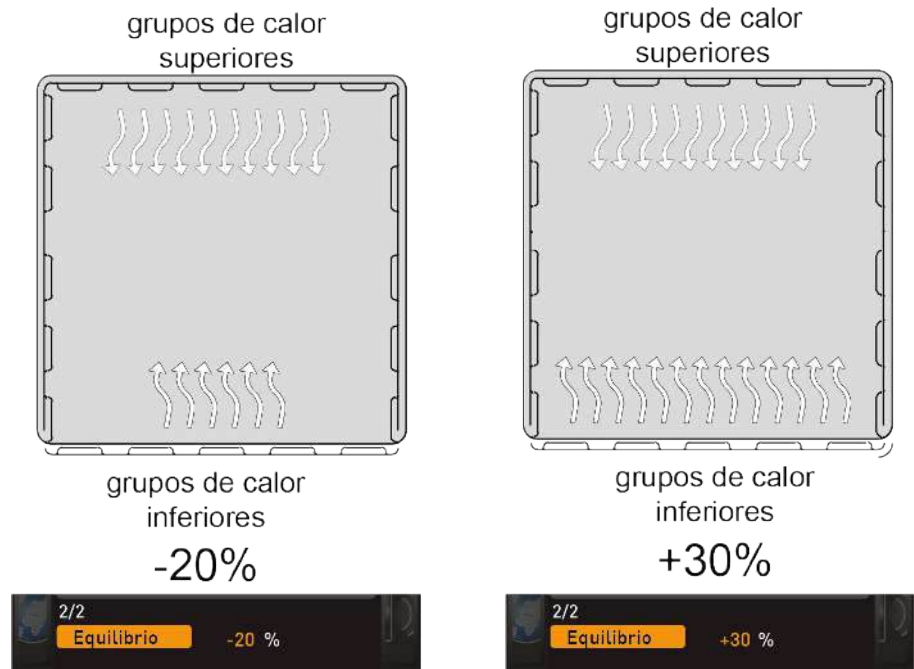 grupos de calor
superiores
grupos de calor
inferiores
-20%
2/2
Equilibrio -20 %
grupos de calor
superiores
grupos de calor
inferiores
+30%
2/2
Equilibrio +30 %